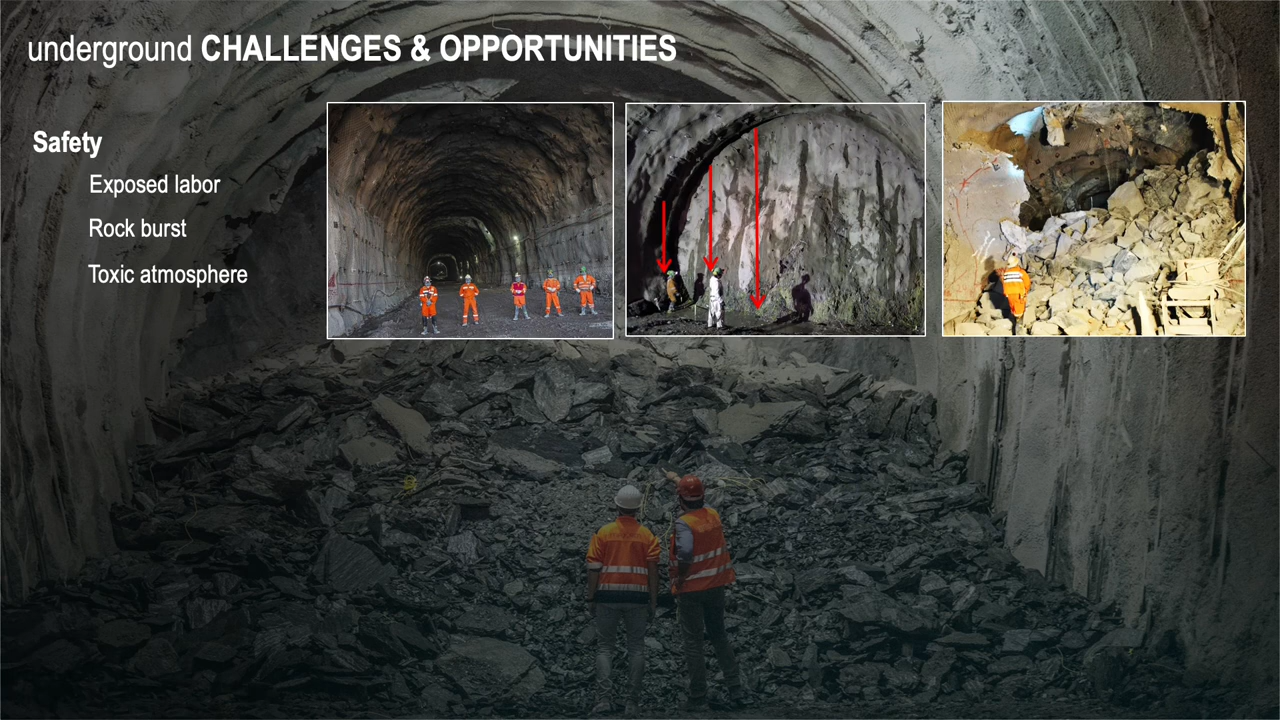 underground CHALLENGES & OPPORTUNITIES
Safety
Exposed labor
Rock burst
Toxic atmosphere